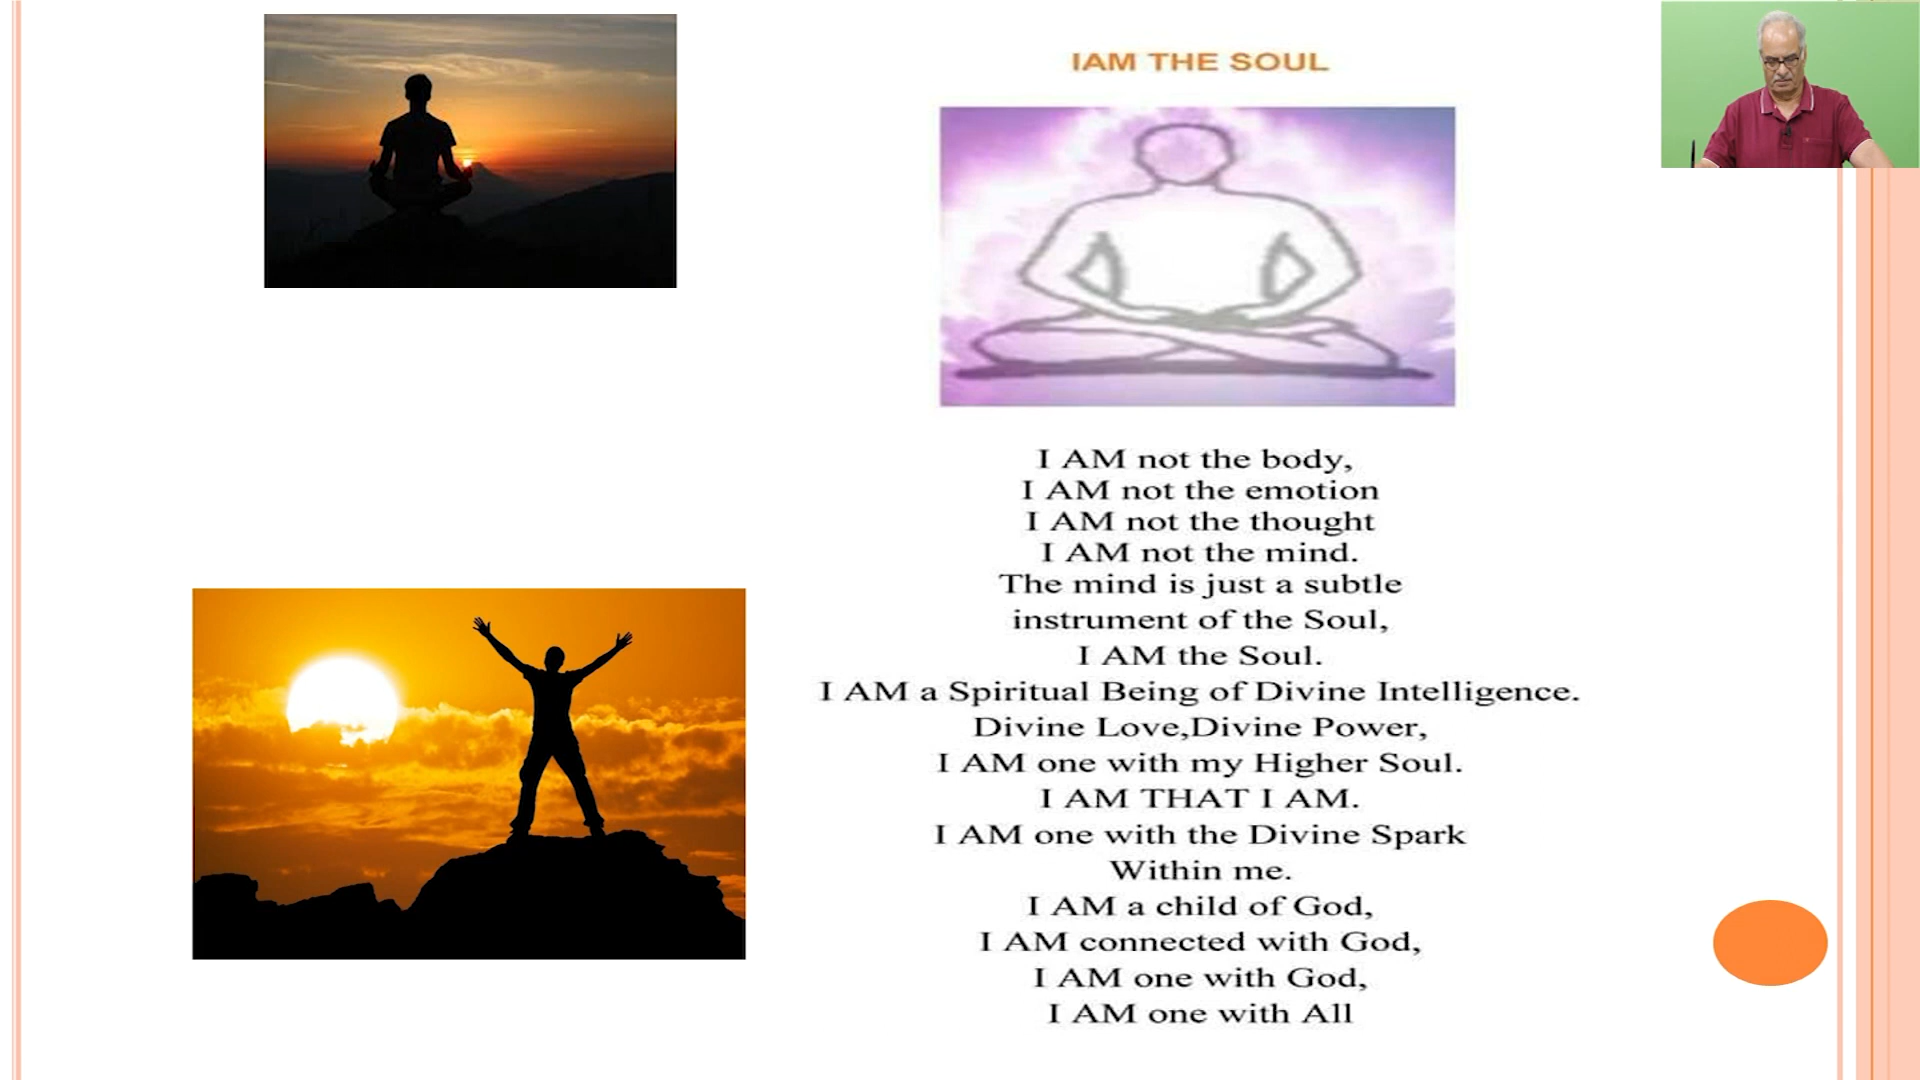 IAM THE SOUL
I AM not the body,
I AM not the emotion
I AM not the thought
I AM not the mind.
The mind is just a subtle
instrument of the Soul,
I AM the Soul.
I AM a Spiritual Being of Divine Intelligence.
Divine Love,Divine Power,
I AM one with my Higher Soul.
I AM THAT I AM.
I AM one with the Divine Spark
Within me.
I AM a child of God,
I AM connected with God,
I AM one with God,
I AM one with All